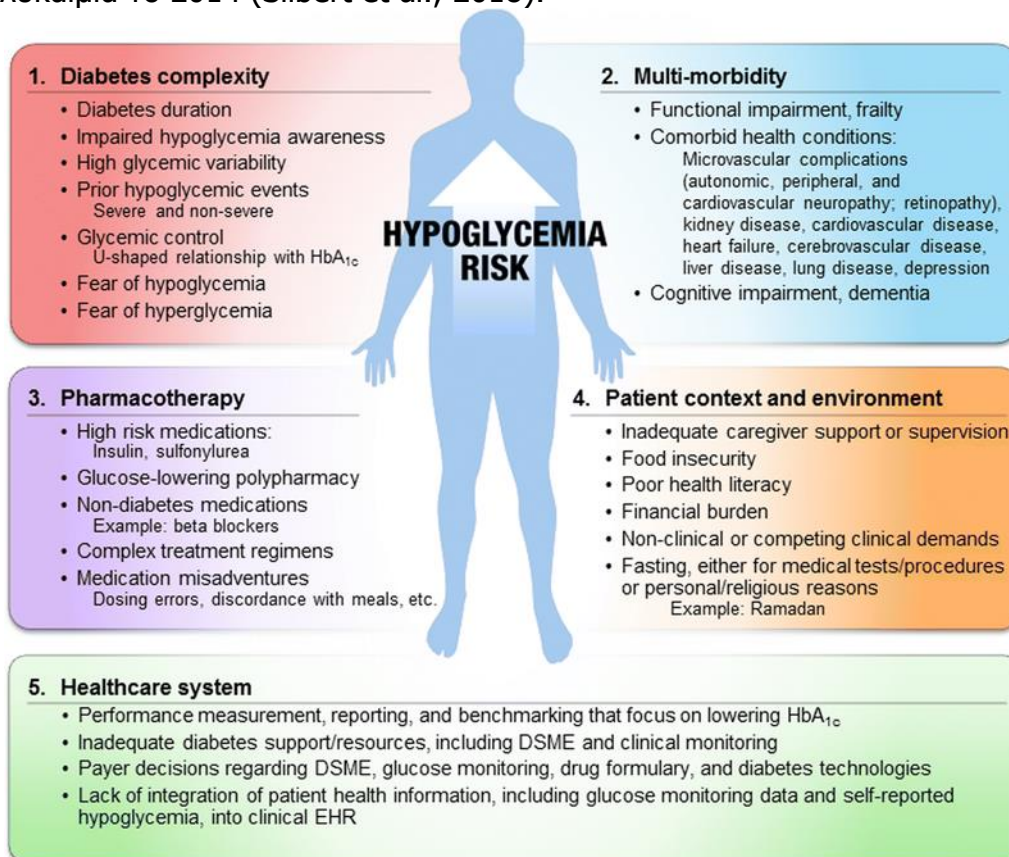 2014 et al.,
1. Diabetes complexity
• Diabetes duration
• Impaired hypoglycemia awareness
• High glycemic variability
• Prior hypoglycemic events
Severe and non-severe
• Glycemic control
U-shaped relationship with HbA1c
• Fear of hypoglycemia
• Fear of hyperglycemia
2. Multi-morbidity
• Functional impairment, frailty
• Comorbid health conditions:
Microvascular complications
(autonomic, peripheral, and
cardiovascular neuropathy; retinopathy),
kidney disease, cardiovascular disease,
heart failure, cerebrovascular disease,
liver disease, lung disease, depression
• Cognitive impairment, dementia
HYPOGLYCEMIA
RISK
3. Pharmacotherapy
• High risk medications:
Insulin, sulfonylurea
• Glucose-lowering polypharmacy
• Non-diabetes medications
Example: beta blockers
• Complex treatment regimens
• Medication misadventures
Dosing errors, discordance with meals, etc.
4. Patient context and environment
• Inadequate caregiver support or supervision
• Food insecurity
• Poor health literacy
• Financial burden
• Non-clinical or competing clinical demands
• Fasting, either for medical tests/procedures
or personal/religious reasons
Example: Ramadan
5. Healthcare system
• Performance measurement, reporting, and benchmarking that focus on lowering HbA1c
• Inadequate diabetes support/resources, including DSME and clinical monitoring
• Payer decisions regarding DSME, glucose monitoring, drug formulary, and diabetes technologies
• Lack of integration of patient health information, including glucose monitoring data and self-reported
hypoglycemia, into clinical EHR